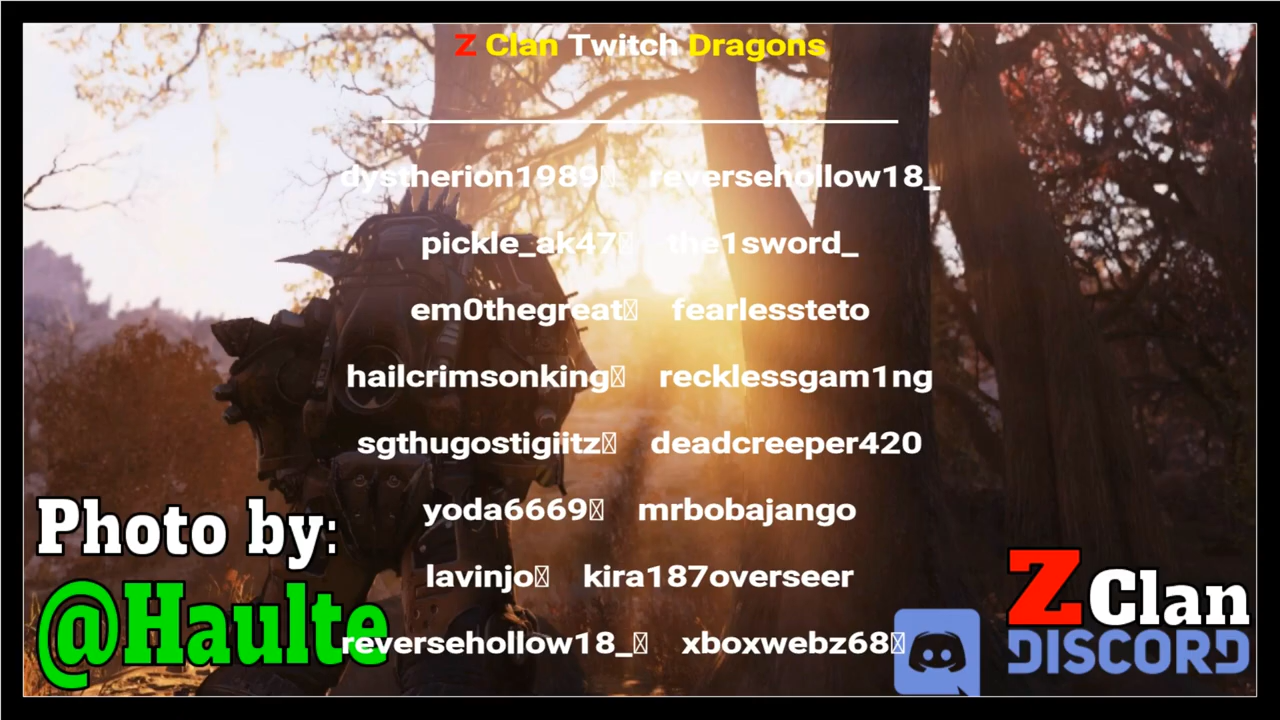 Z Clan Twitch Dragons
dystherion1989 reversehollow18_
pickle_ak47 the1sword_
em0thegreat fearlessteto
hailcrimsonking recklessgam1ng
sgthugostigiitz deadcreeper420
yoda6669 mrbobajango
lavinjo kira187overseer
reversehollow18_ xboxwebz68
Photo by:
@Haulte
Z Clan
DISCORD